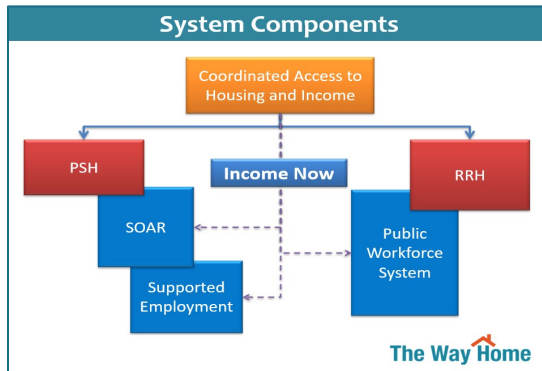 System Components
Coordinated Access to
Housing and Income
PSH
Income Now
RRH
SOAR
Public
Workforce
System
Supported
Employment
The Way Home